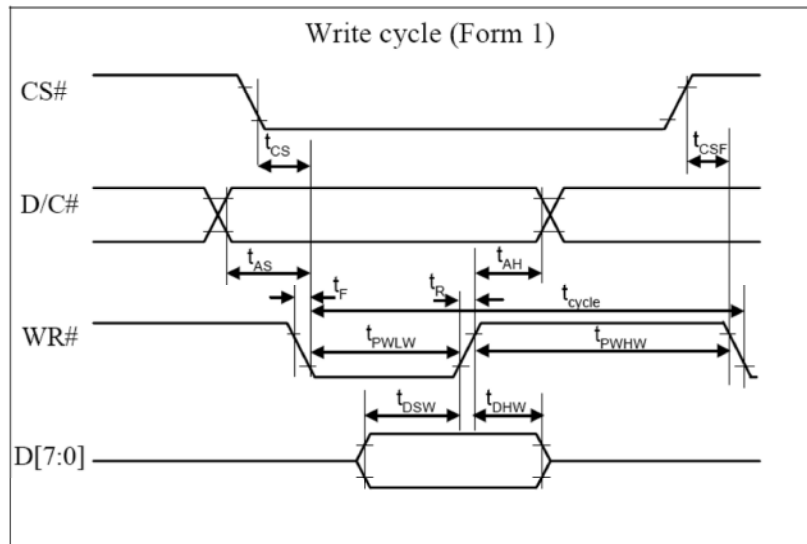 Write cycle (Form 1)
CS#
tCS
tCSF
D/C#
tAS
tF
tR
tAH
tcycle
WR#
tPWLW
tPWHW
tDSW
tDHW
D[7:0]